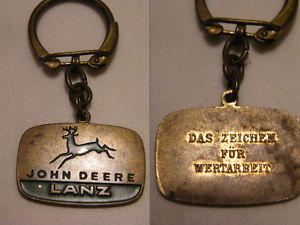 JOHN DEERE
LANZ
DAS ZEICHEN
FÜR
WERTARBEIT